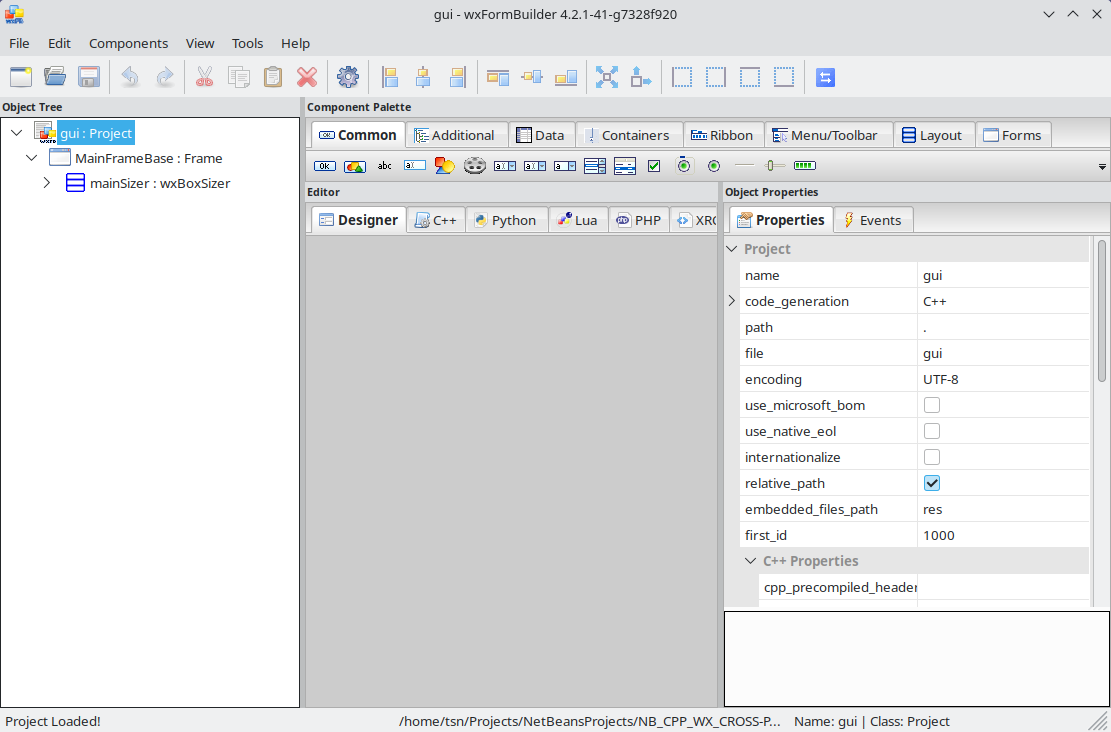 gui - wxFormBuilder 4.2.1-41-g7328f920
File Edit Components View Tools Help
Object Tree
gui : Project
MainFrameBase : Frame
mainSizer : wxBoxSizer
Component Palette
Common Additional Data Containers Ribbon Menu/Toolbar Layout Forms
Editor
Designer C++ Python Lua PHP XRC
Object Properties
Properties Events
Project
name gui
code_generation C++
path .
file gui
encoding UTF-8
use_microsoft_bom
use_native_eol
internationalize
relative_path
embedded_files_path res
first_id 1000
C++ Properties
cpp_precompiled_header
Project Loaded! /home/tsn/Projects/NetBeansProjects/NB_CPP_WX_CROSS-P... Name: gui | Class: Project